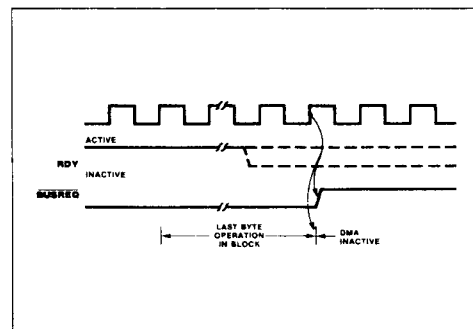 ACTIVE
RDY
INACTIVE
BUSREQ
LAST BYTE
OPERATION
IN BLOCK
DMA
INACTIVE